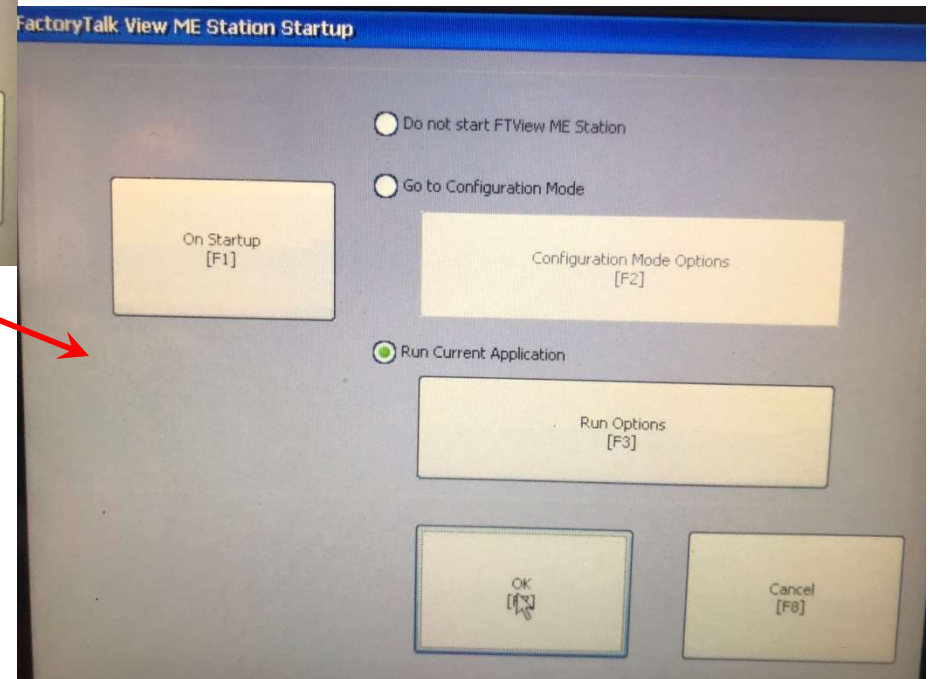 FactoryTalk View ME Station Startup
Do not start FTView ME Station
Go to Configuration Mode
On Startup
[F1]
Configuration Mode Options
[F2]
Run Current Application
Run Options
[F3]
OK
Cancel
[F8]